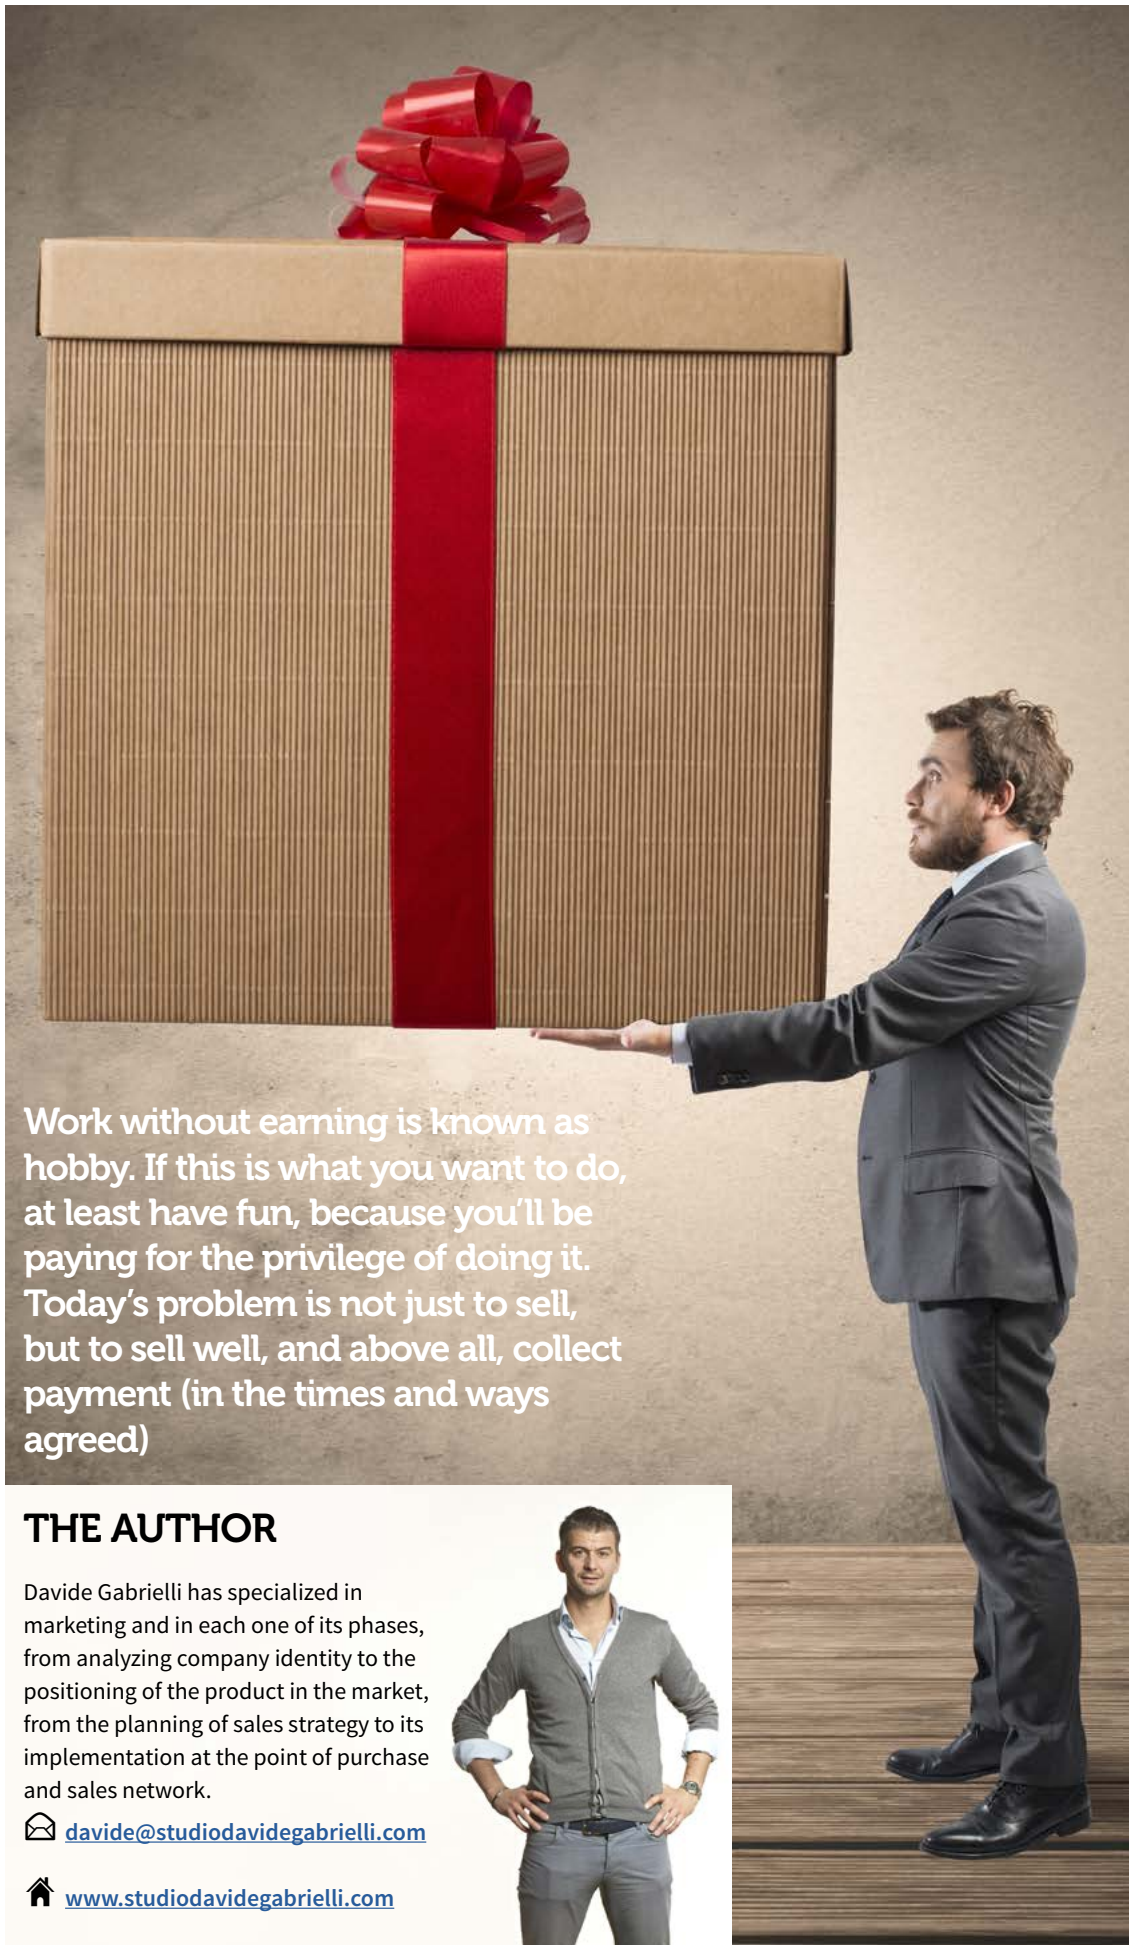 Work without earning is known as
hobby. If this is what you want to do,
at least have fun, because you'll be
paying for the privilege of doing it.
Today's problem is not just to sell,
but to sell well, and above all, collect
payment (in the times and ways
agreed)
THE AUTHOR
Davide Gabrielli has specialized in
marketing and in each one of its phases,
from analyzing company identity to the
positioning of the product in the market,
from the planning of sales strategy to its
implementation at the point of purchase
and sales network.
davide@studiodavidegabrielli.com
www.studiodavidegabrielli.com